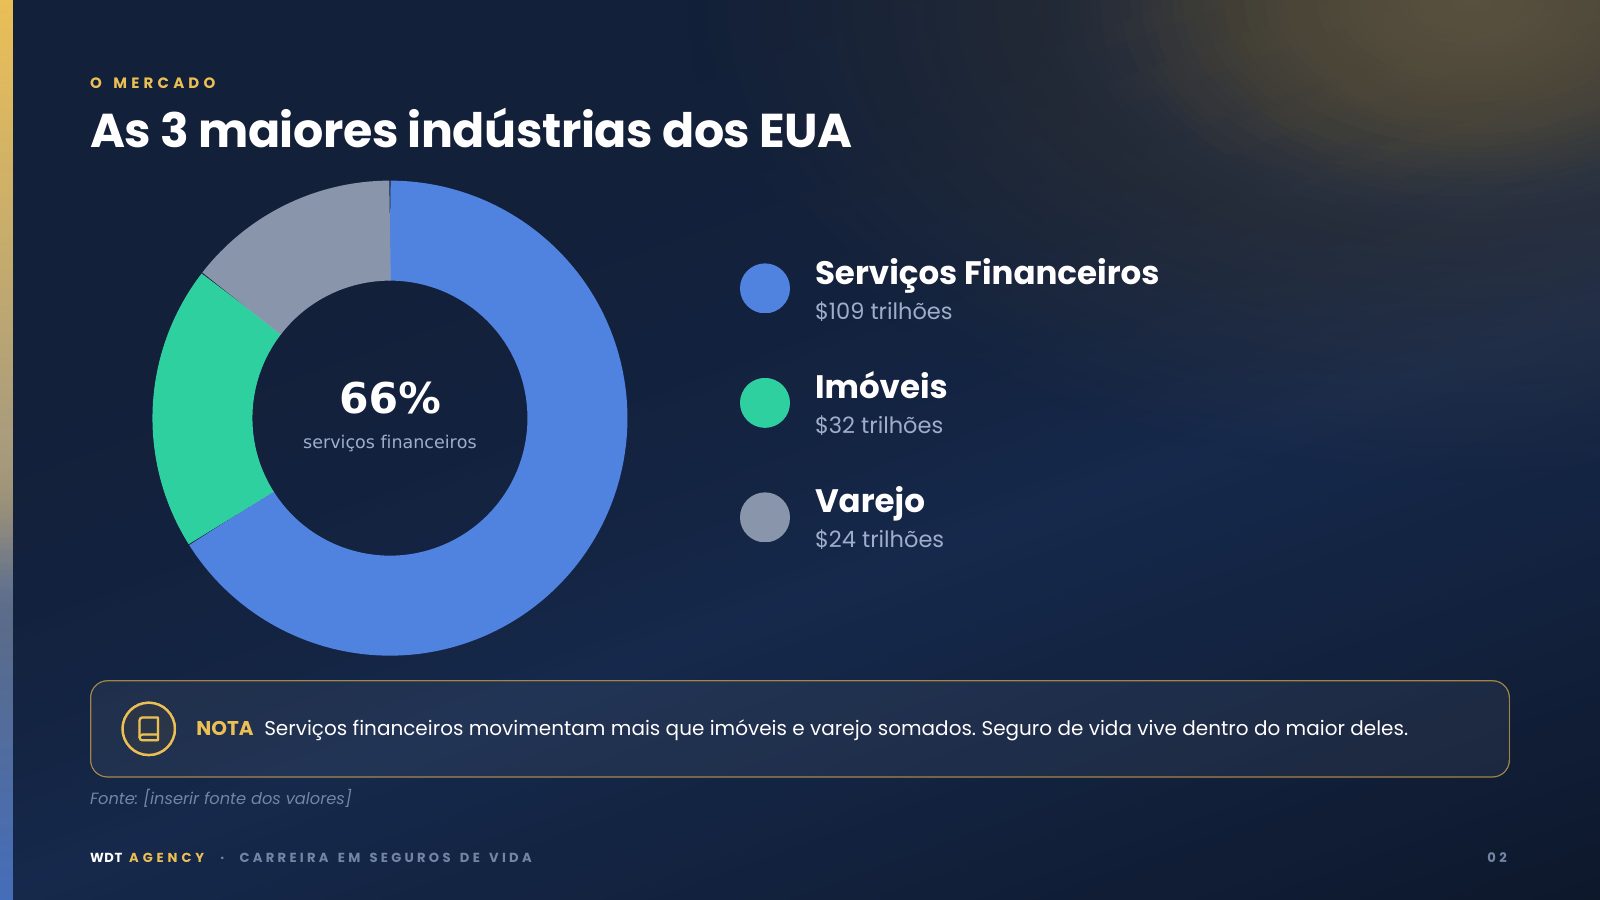 O MERCADO
As 3 maiores indústrias dos EUA
66%
serviços financeiros
Serviços Financeiros
$109 trilhões
Imóveis
$32 trilhões
Varejo
$24 trilhões
NOTA Serviços financeiros movimentam mais que imóveis e varejo somados. Seguro de vida vive dentro do maior deles.
Fonte: [inserir fonte dos valores]
WDT AGENCY · CARREIRA EM SEGUROS DE VIDA
02